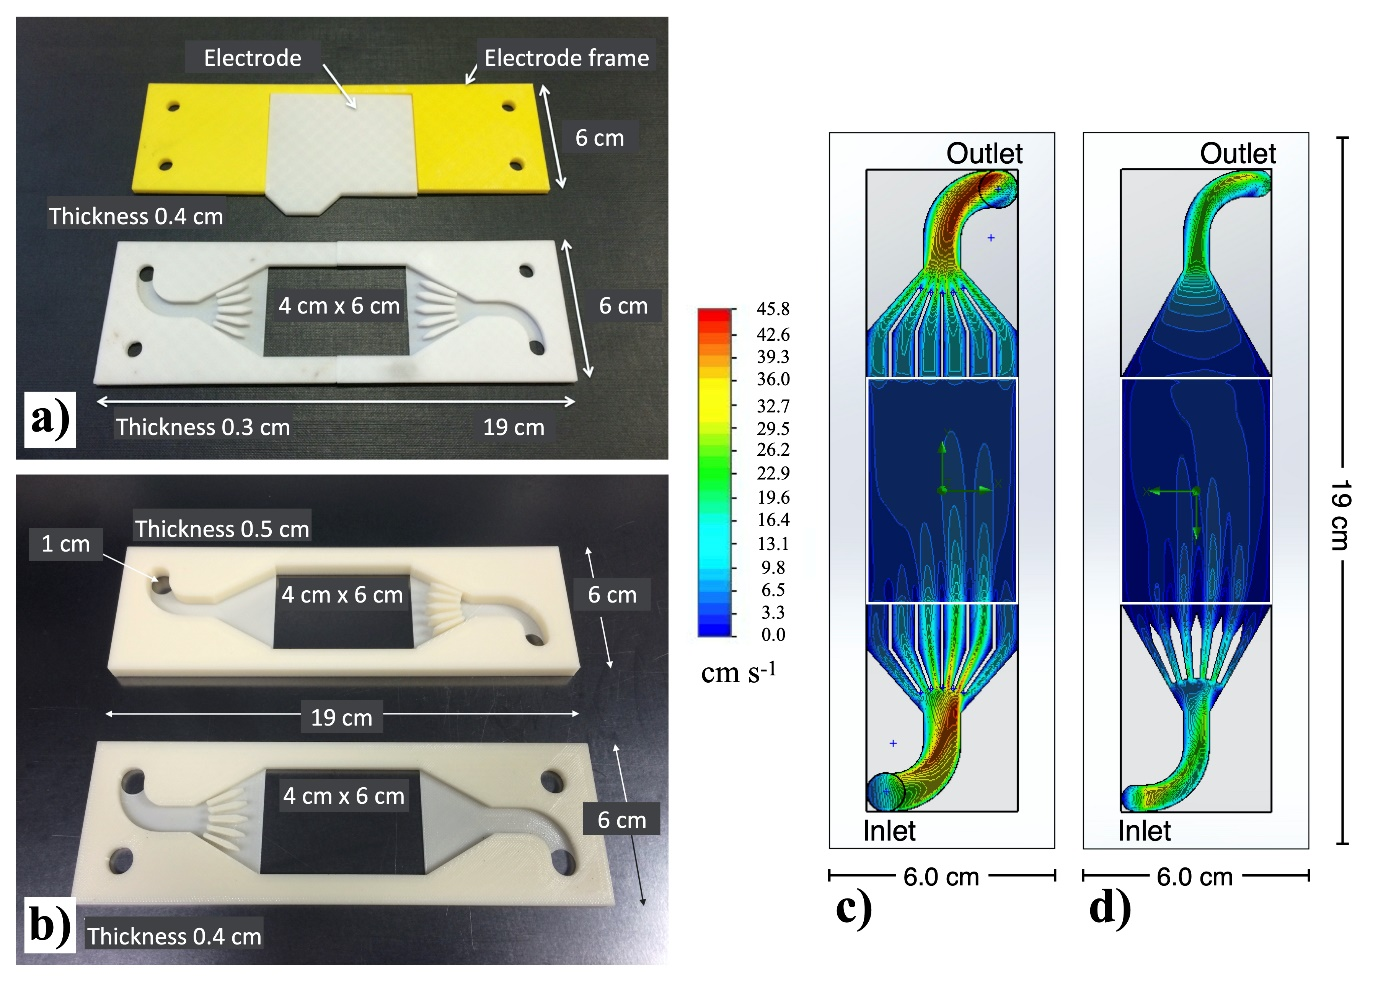 Electrode
Electrode frame
6 cm
Thickness 0.4 cm
4 cm x 6 cm
6 cm
a)
Thickness 0.3 cm
19 cm
Thickness 0.5 cm
1 cm
4 cm x 6 cm
6 cm
19 cm
4 cm x 6 cm
6 cm
b)
Thickness 0.4 cm
45.8
42.6
39.3
36.0
32.7
29.5
26.2
22.9
19.6
16.4
13.1
9.8
6.5
3.3
0.0
cm s-1
Outlet
X
Inlet
6.0 cm
c)
Outlet
X
Inlet
6.0 cm
d)
19 cm